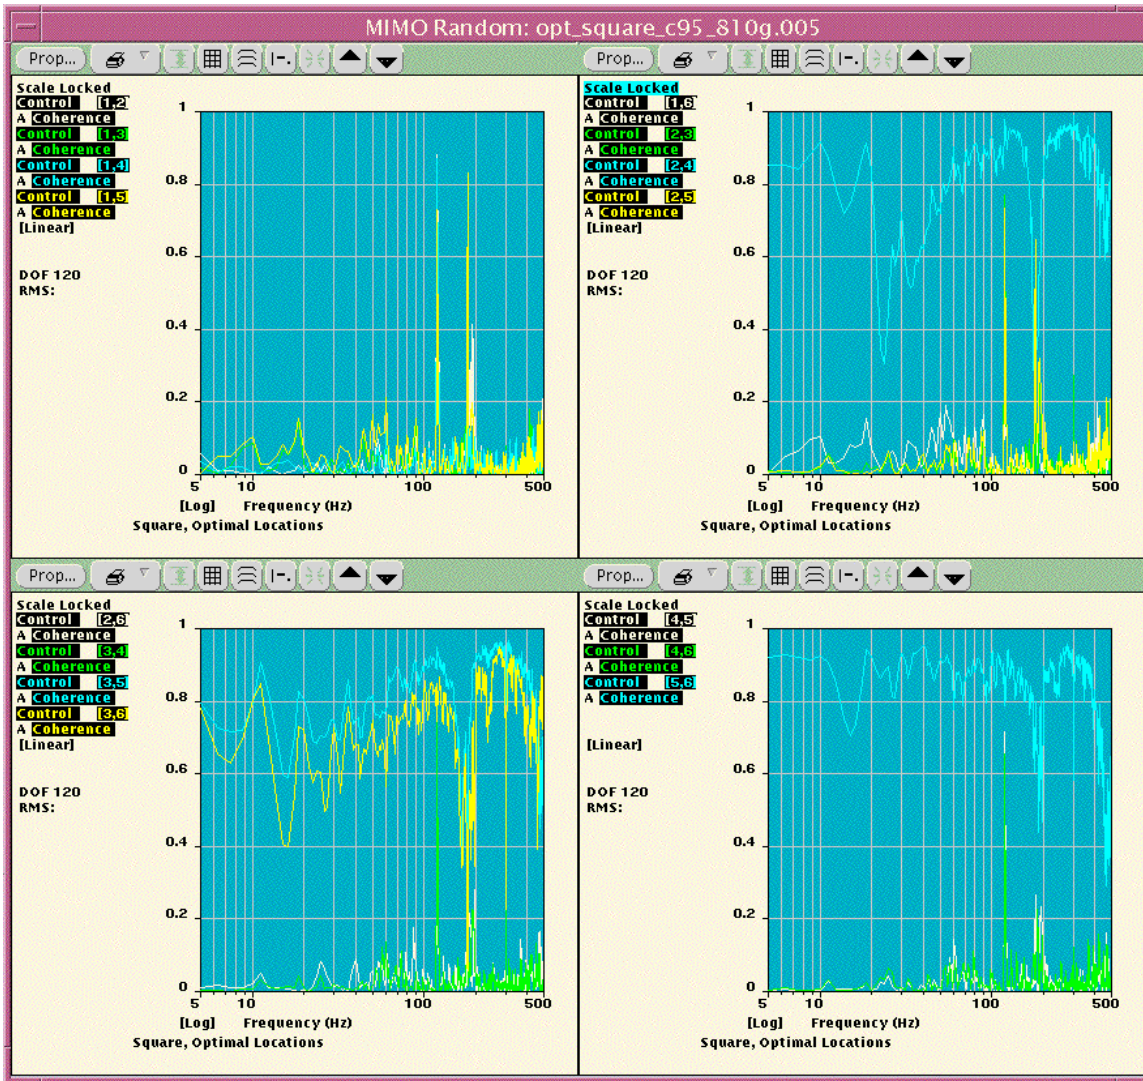 MIMO Random: opt_square_c95_810g.005
Prop...
Scale Locked
Control [1,2]
A Coherence
Control [1,3]
A Coherence
Control [1,4]
A Coherence
Control [1,5]
A Coherence
[Linear]
DOF 120
RMS:
1
0.8
0.6
0.4
0.2
0
5 10 100 500
[Log] Frequency (Hz)
Square, Optimal Locations
Prop...
Scale Locked
Control [1,6]
A Coherence
Control [2,3]
A Coherence
Control [2,4]
A Coherence
Control [2,5]
A Coherence
[Linear]
DOF 120
RMS:
1
0.8
0.6
0.4
0.2
0
5 10 100 500
[Log] Frequency (Hz)
Square, Optimal Locations
Prop...
Scale Locked
Control [2,6]
A Coherence
Control [3,4]
A Coherence
Control [3,5]
A Coherence
Control [3,6]
A Coherence
[Linear]
DOF 120
RMS:
1
0.8
0.6
0.4
0.2
0
5 10 100 500
[Log] Frequency (Hz)
Square, Optimal Locations
Prop...
Scale Locked
Control [4,5]
A Coherence
Control [4,6]
A Coherence
Control [5,6]
A Coherence
[Linear]
DOF 120
RMS:
1
0.8
0.6
0.4
0.2
0
5 10 100 500
[Log] Frequency (Hz)
Square, Optimal Locations